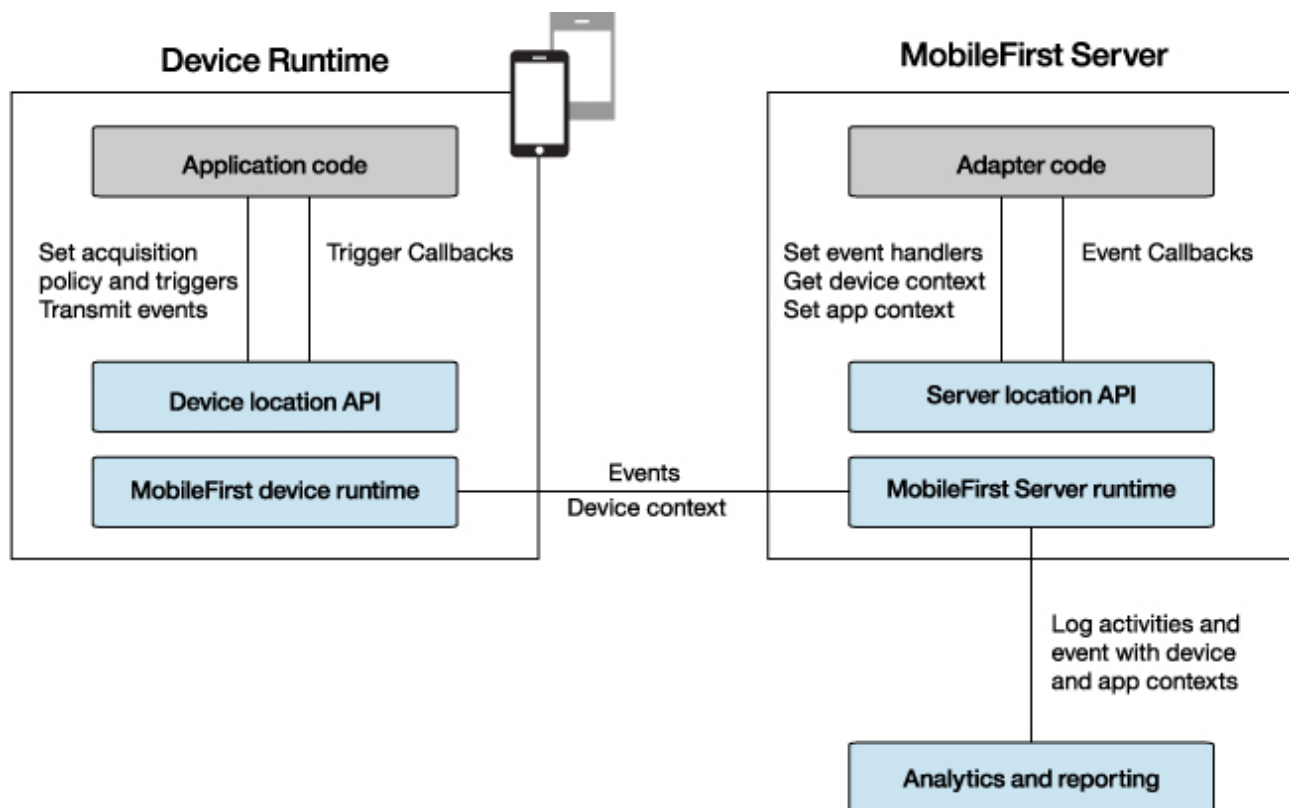 Device Runtime
MobileFirst Server
Application code
Set acquisition
policy and triggers
Transmit events
Trigger Callbacks
Device location API
MobileFirst device runtime
Events
Device context
Adapter code
Set event handlers
Get device context
Set app context
Event Callbacks
Server location API
MobileFirst Server runtime
Log activities and
event with device
and app contexts
Analytics and reporting